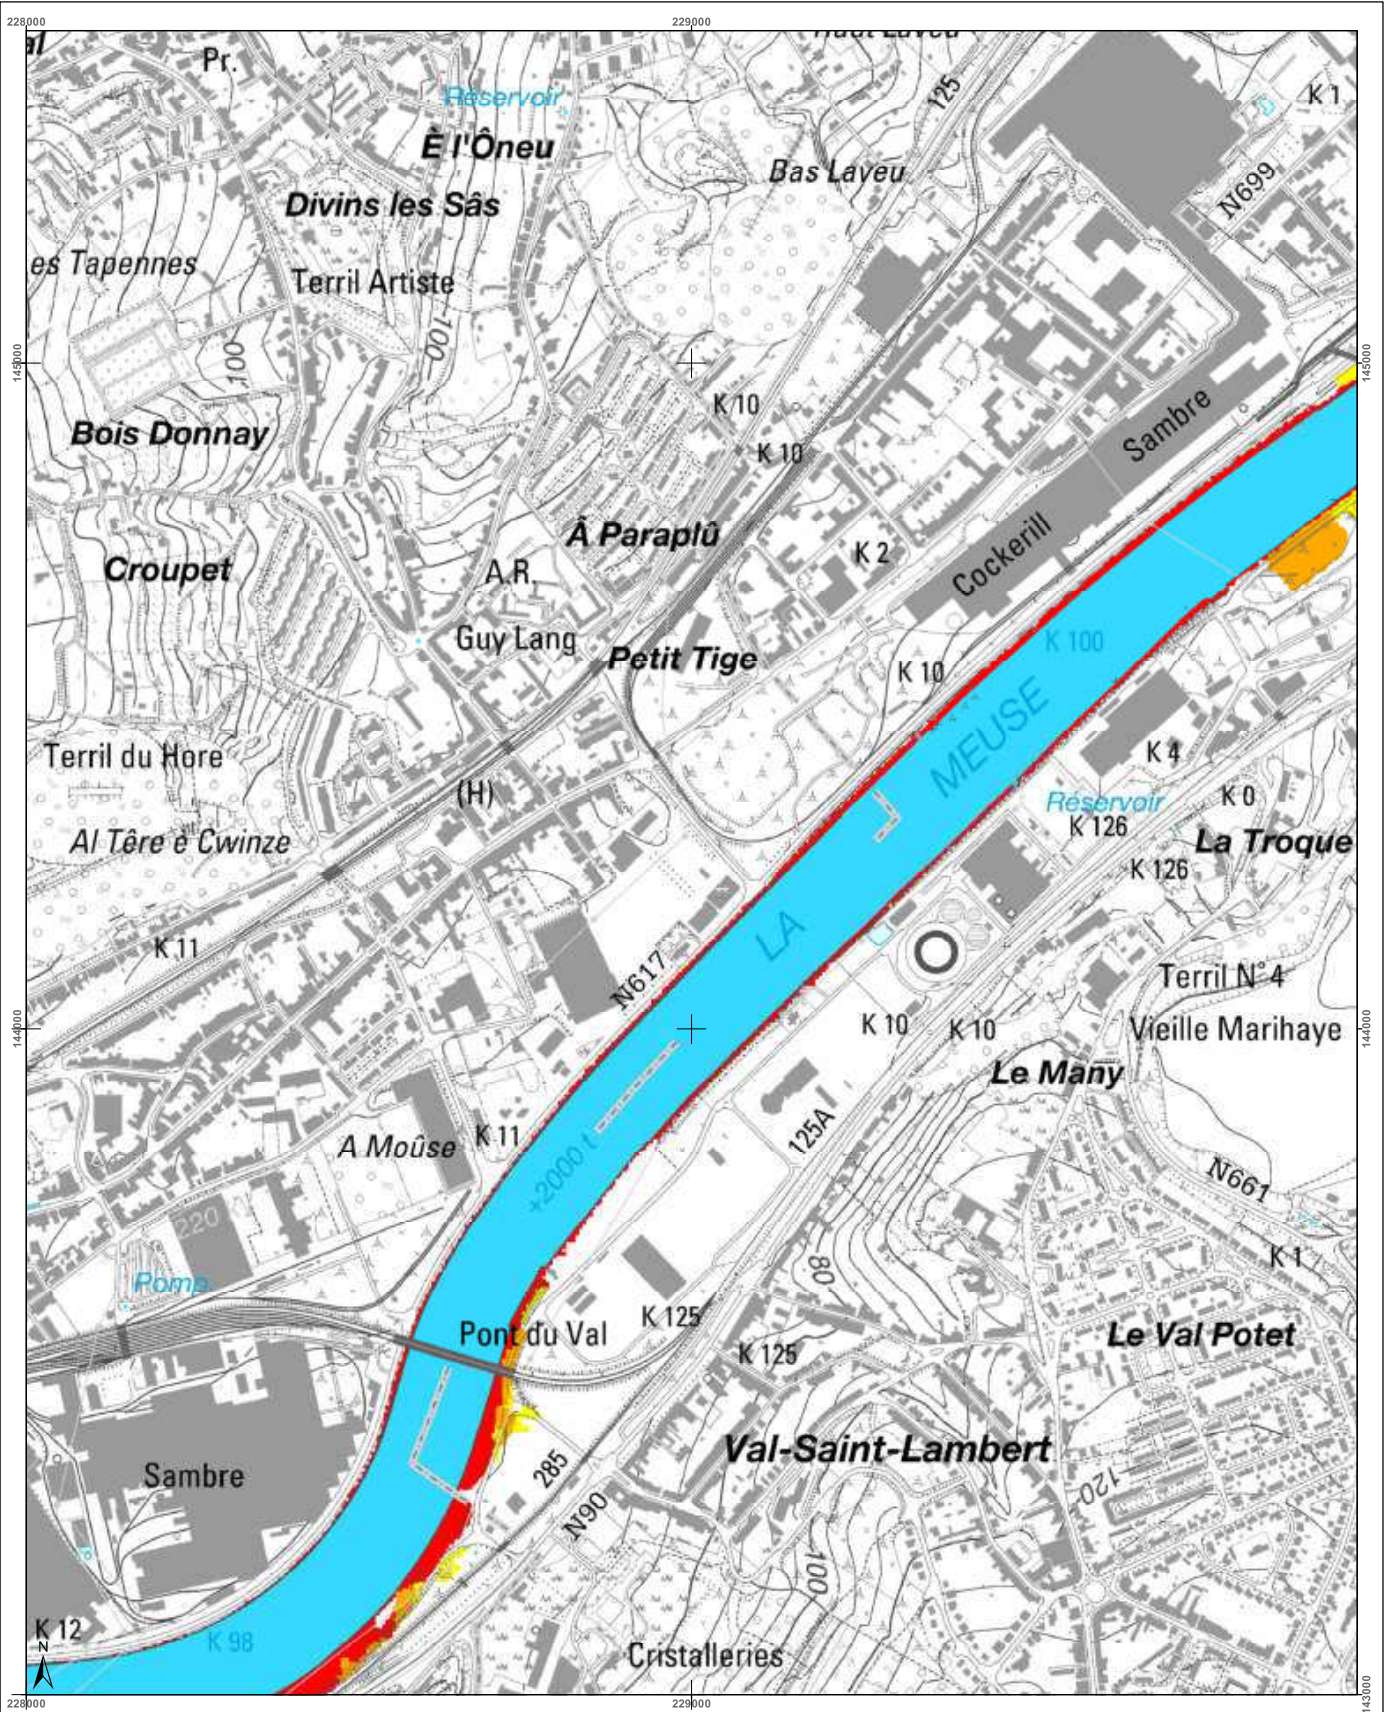 228000
229000
al
Pr.
Haut Laveu
125
K 1
Réservoir
È l'Ôneu
Bas Laveu
N699
Divins les Sâs
es Tapennes
Terril Artiste
100
100
145000
145000
K 10
Sambre
Bois Donnay
K 10
Â Paraplû
K 2
Cockerill
Croupet
A.R.
Guy Lang
K 100
Petit Tige
K 10
MEUSE
Terril du Hore
K 4
(H)
Réservoir
K 0
K 126
Al Têre è Cwinze
La Troque
K 126
LA
K 11
N617
Terril N°4
K 10
K 10
Vieille Marihaye
144000
144000
Le Many
125A
K 11
A Moûse
+2000 t
N661
220
K 1
80
Pomp.
K 125
Pont du Val
Le Val Potet
K 125
Val-Saint-Lambert
285
Sambre
120
N90
100
K 12
K 98
Cristalleries
N
228000
229000
143000